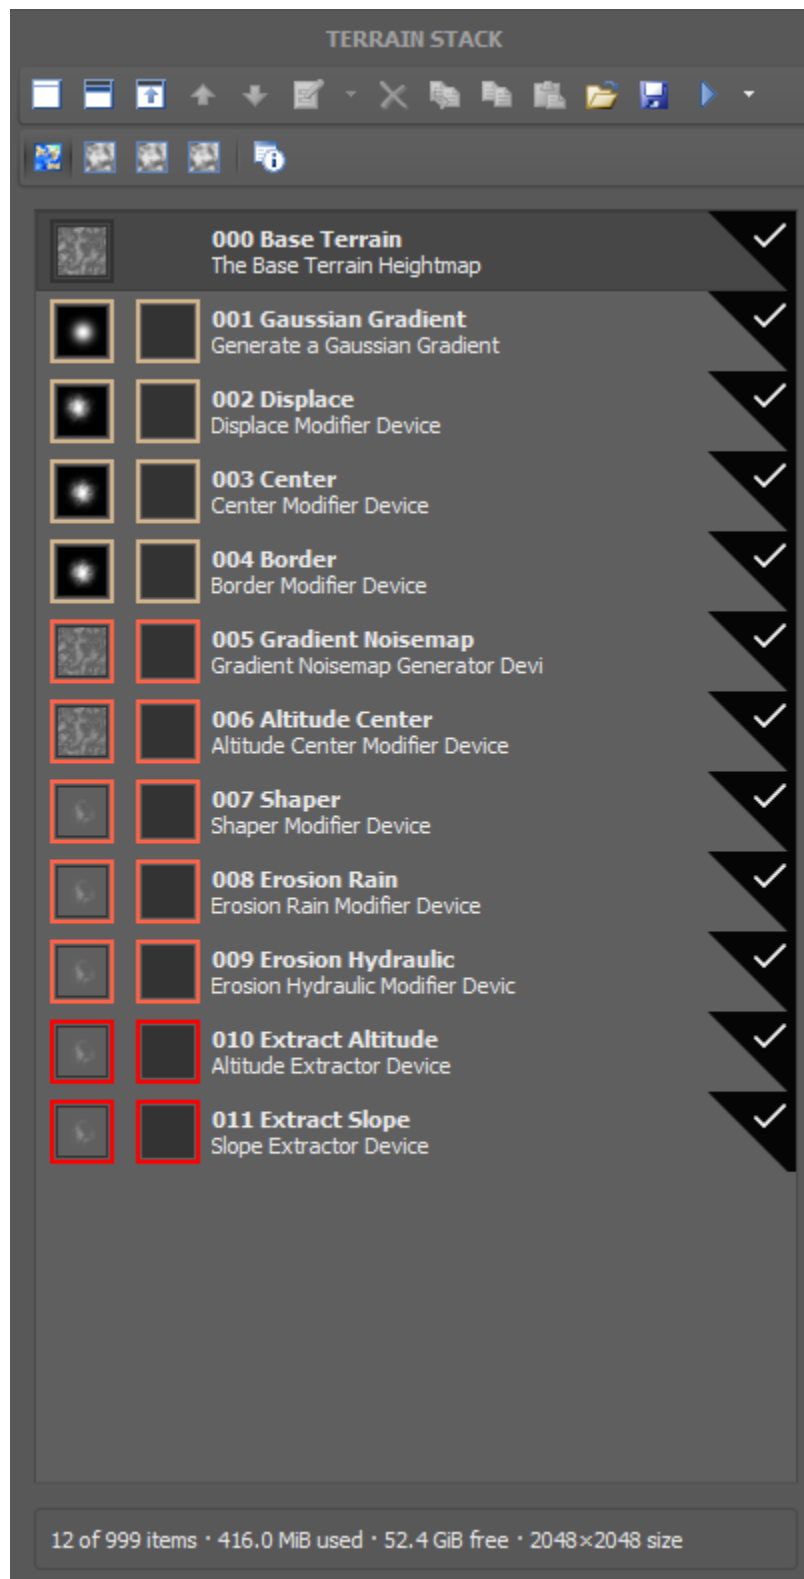 TERRAIN STACK
000 Base Terrain
The Base Terrain Heightmap
001 Gaussian Gradient
Generate a Gaussian Gradient
002 Displace
Displace Modifier Device
003 Center
Center Modifier Device
004 Border
Border Modifier Device
005 Gradient Noisemap
Gradient Noisemap Generator Devi
006 Altitude Center
Altitude Center Modifier Device
007 Shaper
Shaper Modifier Device
008 Erosion Rain
Erosion Rain Modifier Device
009 Erosion Hydraulic
Erosion Hydraulic Modifier Devic
010 Extract Altitude
Altitude Extractor Device
011 Extract Slope
Slope Extractor Device
12 of 999 items · 416.0 MiB used · 52.4 GiB free · 2048×2048 size